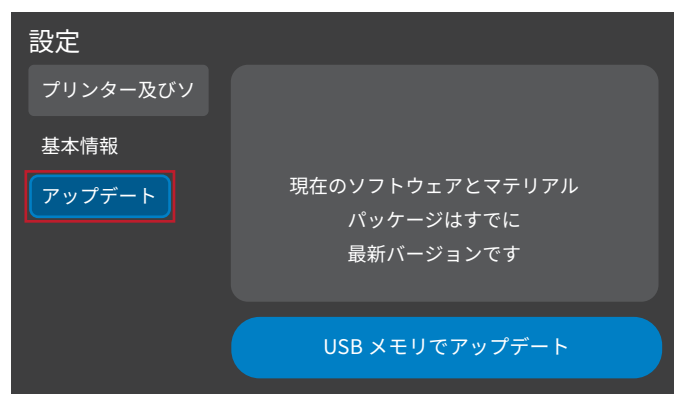 設定
プリンター及びソ
基本情報
アップデート
現在のソフトウェアとマテリアル
パッケージはすでに
最新バージョンです
USB メモリでアップデート